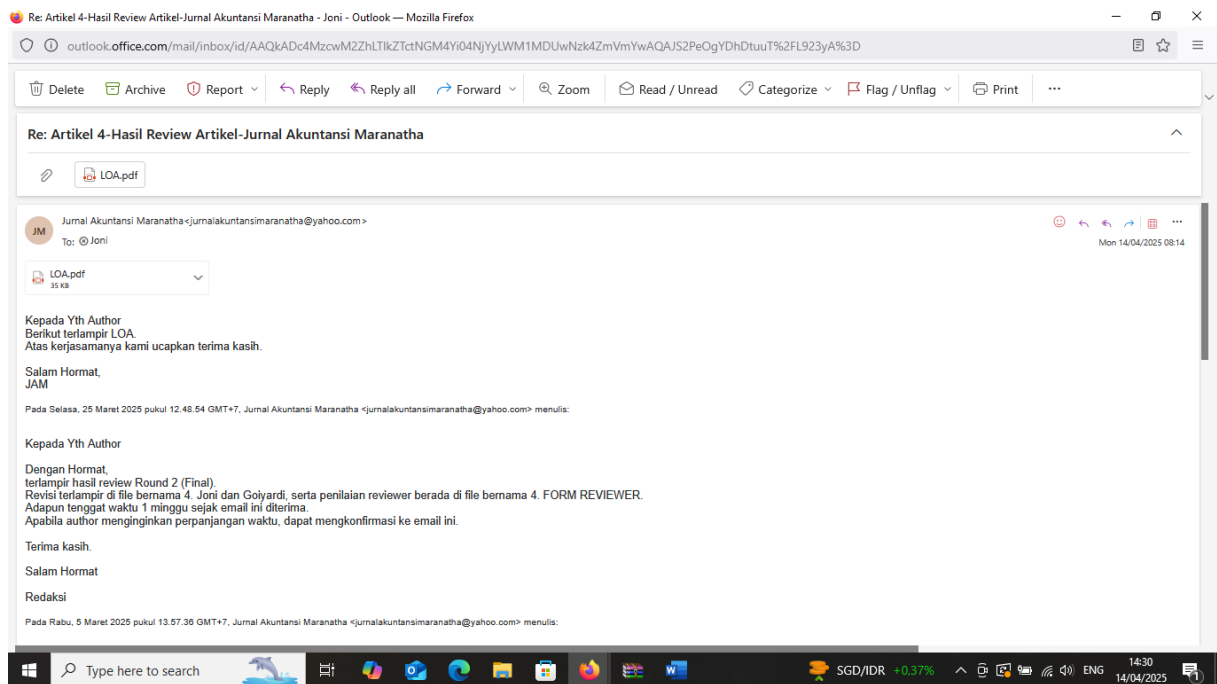 Re: Artikel 4-Hasil Review Artikel-Jurnal Akuntansi Maranatha - Joni - Outlook — Mozilla Firefox
outlook.office.com/mail/inbox/id/AAQkADc4MzcwM2ZhLTlkZTctNGM4Yi04NjYyLWM1MDUwNzk4ZmVmYwAQAJS2PeOgYDhDtuuT%2FL923yA%3D
Delete Archive Report Reply Reply all Forward Zoom Read / Unread Categorize Flag / Unflag Print
Re: Artikel 4-Hasil Review Artikel-Jurnal Akuntansi Maranatha
LOA.pdf
JM
Jurnal Akuntansi Maranatha<jurnalakuntansimaranatha@yahoo.com>
To: Joni
Mon 14/04/2025 08:14
LOA.pdf
35 KB
Kepada Yth Author
Berikut terlampir LOA.
Atas kerjasamanya kami ucapkan terima kasih.
Salam Hormat,
JAM
Pada Selasa, 25 Maret 2025 pukul 12.48.54 GMT+7, Jurnal Akuntansi Maranatha <jurnalakuntansimaranatha@yahoo.com> menulis:
Kepada Yth Author
Dengan Hormat,
terlampir hasil review Round 2 (Final).
Revisi terlampir di file bernama 4. Joni dan Goiyardi, serta penilaian reviewer berada di file bernama 4. FORM REVIEWER.
Adapun tenggat waktu 1 minggu sejak email ini diterima.
Apabila author menginginkan perpanjangan waktu, dapat mengkonfirmasi ke email ini.
Terima kasih.
Salam Hormat
Redaksi
Pada Rabu, 5 Maret 2025 pukul 13.57.36 GMT+7, Jurnal Akuntansi Maranatha <jurnalakuntansimaranatha@yahoo.com> menulis:
Type here to search
SGD/IDR +0,37%
ENG
14:30
14/04/2025
1